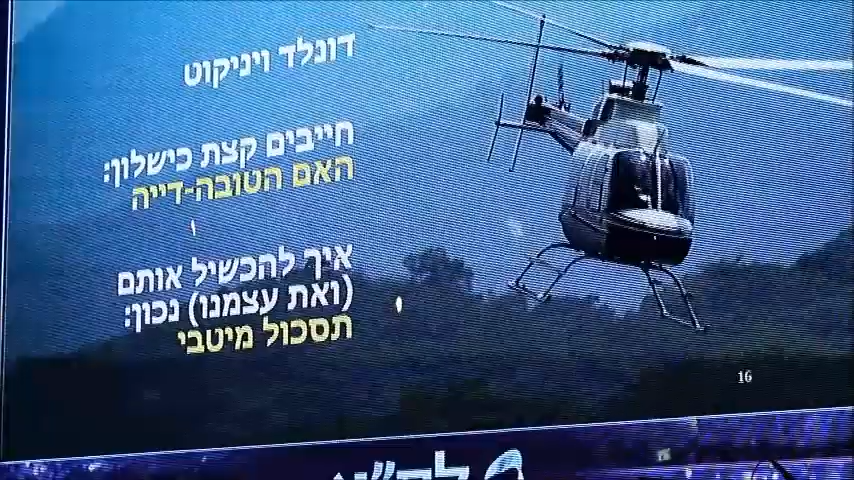 דונלד ויניקוט
חייבים קצת כישלון:
האם הטובה-דייה
איך להכשיל אותם
(ואת עצמנו) נכון:
תסכול מיטבי
16